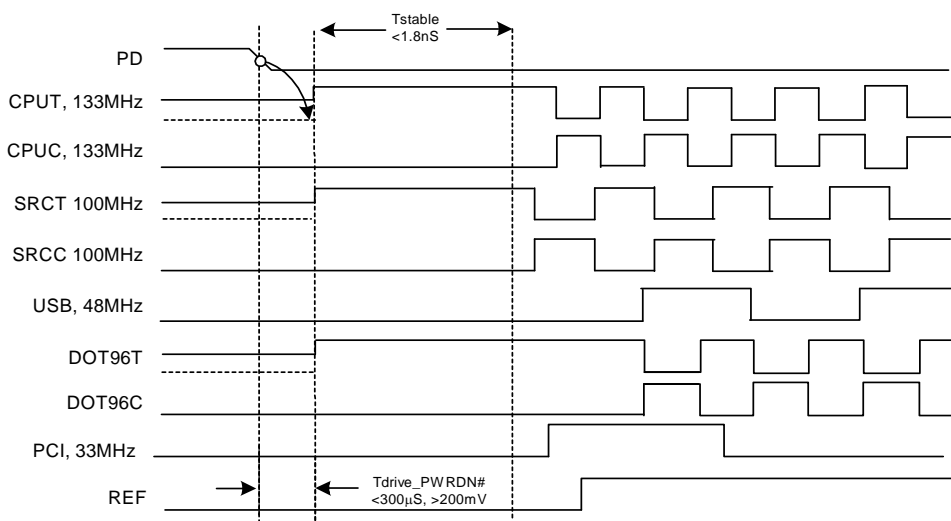 Tstable
<1.8nS
PD
CPUT, 133MHz
CPUC, 133MHz
SRCT 100MHz
SRCC 100MHz
USB, 48MHz
DOT96T
DOT96C
PCI, 33MHz
Tdrive_PWRDN#
<300µS, >200mV
REF